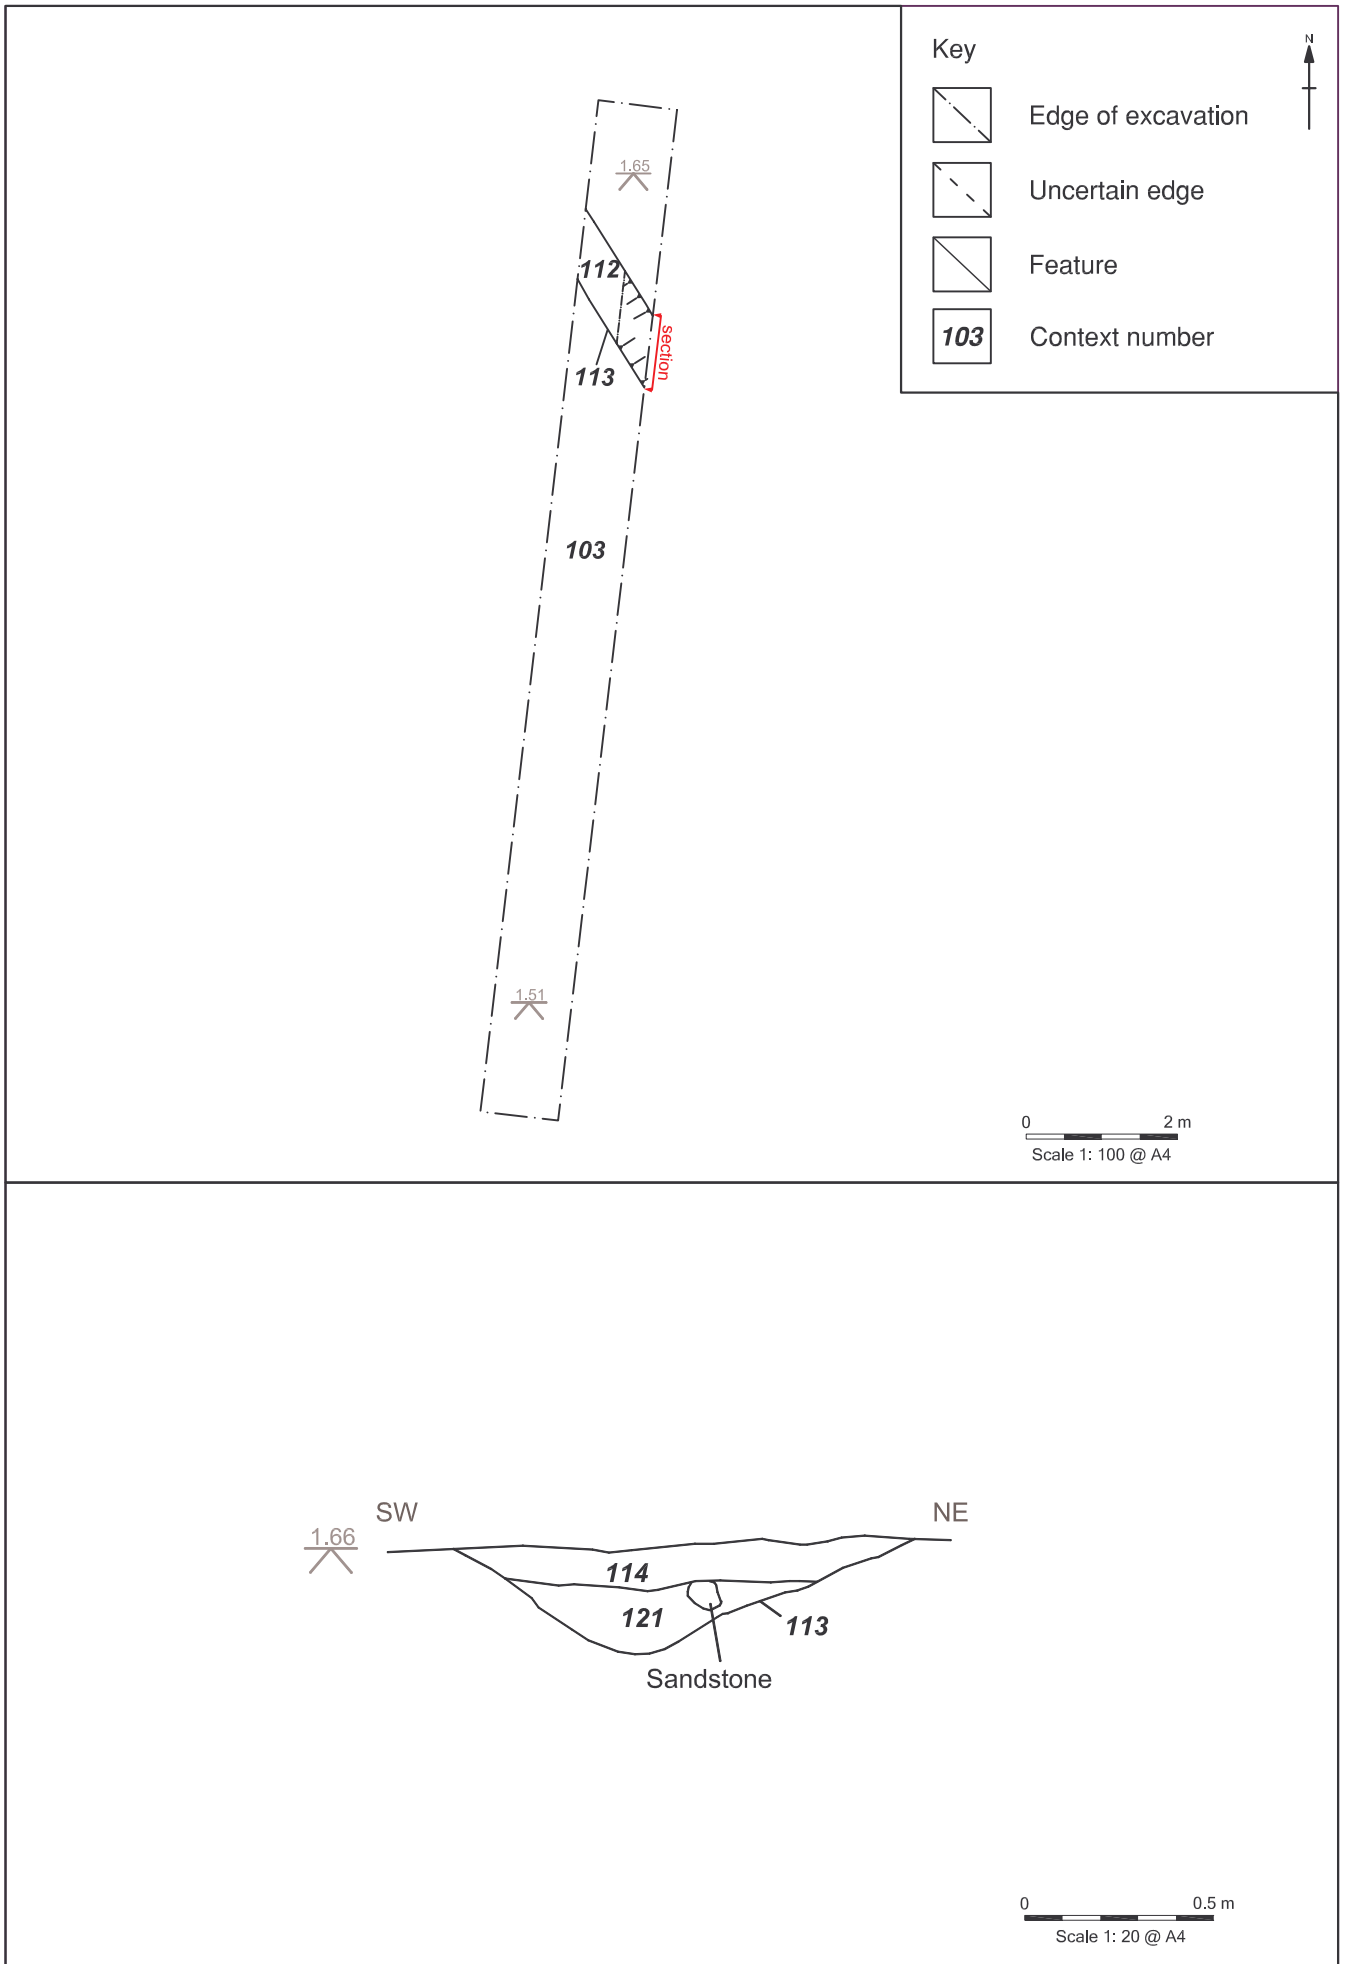 Key
N
Edge of excavation
Uncertain edge
Feature
103 Context number
1.65
112
section
113
103
1.51
0 2 m
Scale 1: 100 @ A4
SW NE
1.66
114
121
113
Sandstone
0 0.5 m
Scale 1: 20 @ A4